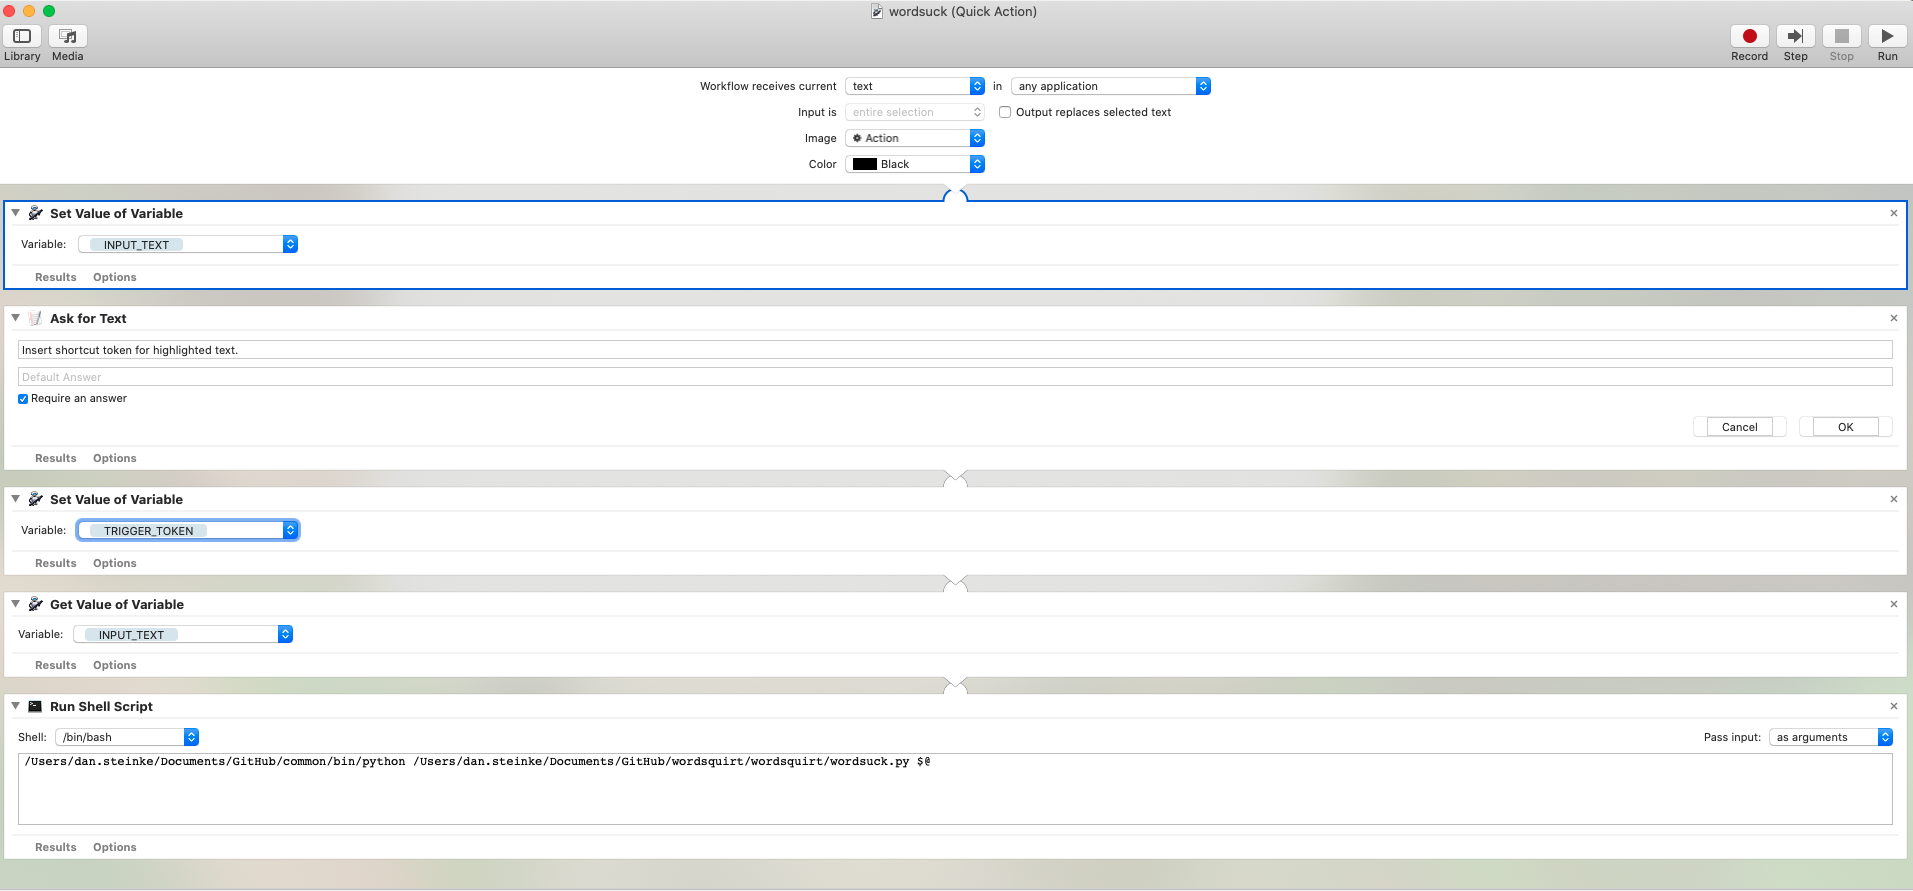 wordsuck (Quick Action)
Library Media Record Step Stop Run
Workflow receives current text in any application
Input is entire selection Output replaces selected text
Image Action
Color Black
Set Value of Variable
Variable: INPUT_TEXT
Results Options
Ask for Text
Insert shortcut token for highlighted text.
Default Answer
Require an answer
Cancel OK
Results Options
Set Value of Variable
Variable: TRIGGER_TOKEN
Results Options
Get Value of Variable
Variable: INPUT_TEXT
Results Options
Run Shell Script
Shell: /bin/bash Pass input: as arguments
/Users/dan.steinke/Documents/GitHub/common/bin/python /Users/dan.steinke/Documents/GitHub/wordsquirt/wordsquirt/wordsuck.py $@
Results Options